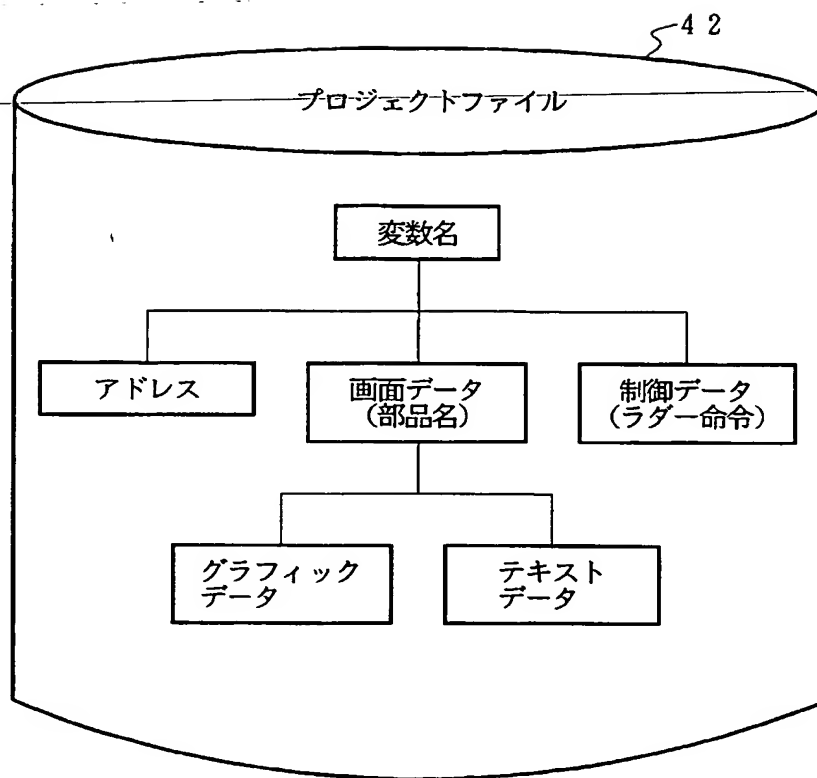 ４２
プロジェクトファイル
変数名
アドレス
画面データ
(部品名)
制御データ
(ラダー命令)
グラフィック
データ
テキスト
データ